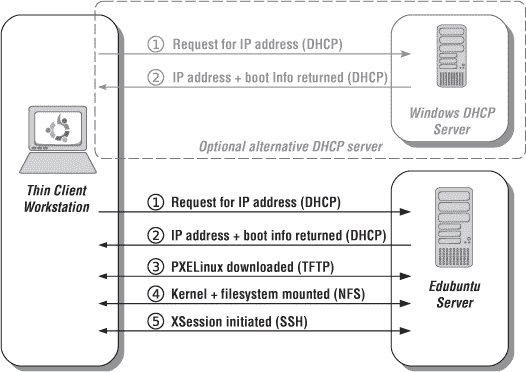 1 Request for IP address (DHCP)
2 IP address + boot Info returned (DHCP)
Windows DHCP
Server
Optional alternative DHCP server
Thin Client
Workstation
1 Request for IP address (DHCP)
2 IP address + boot info returned (DHCP)
3 PXELinux downloaded (TFTP)
4 Kernel + filesystem mounted (NFS)
5 XSession initiated (SSH)
Edubuntu
Server